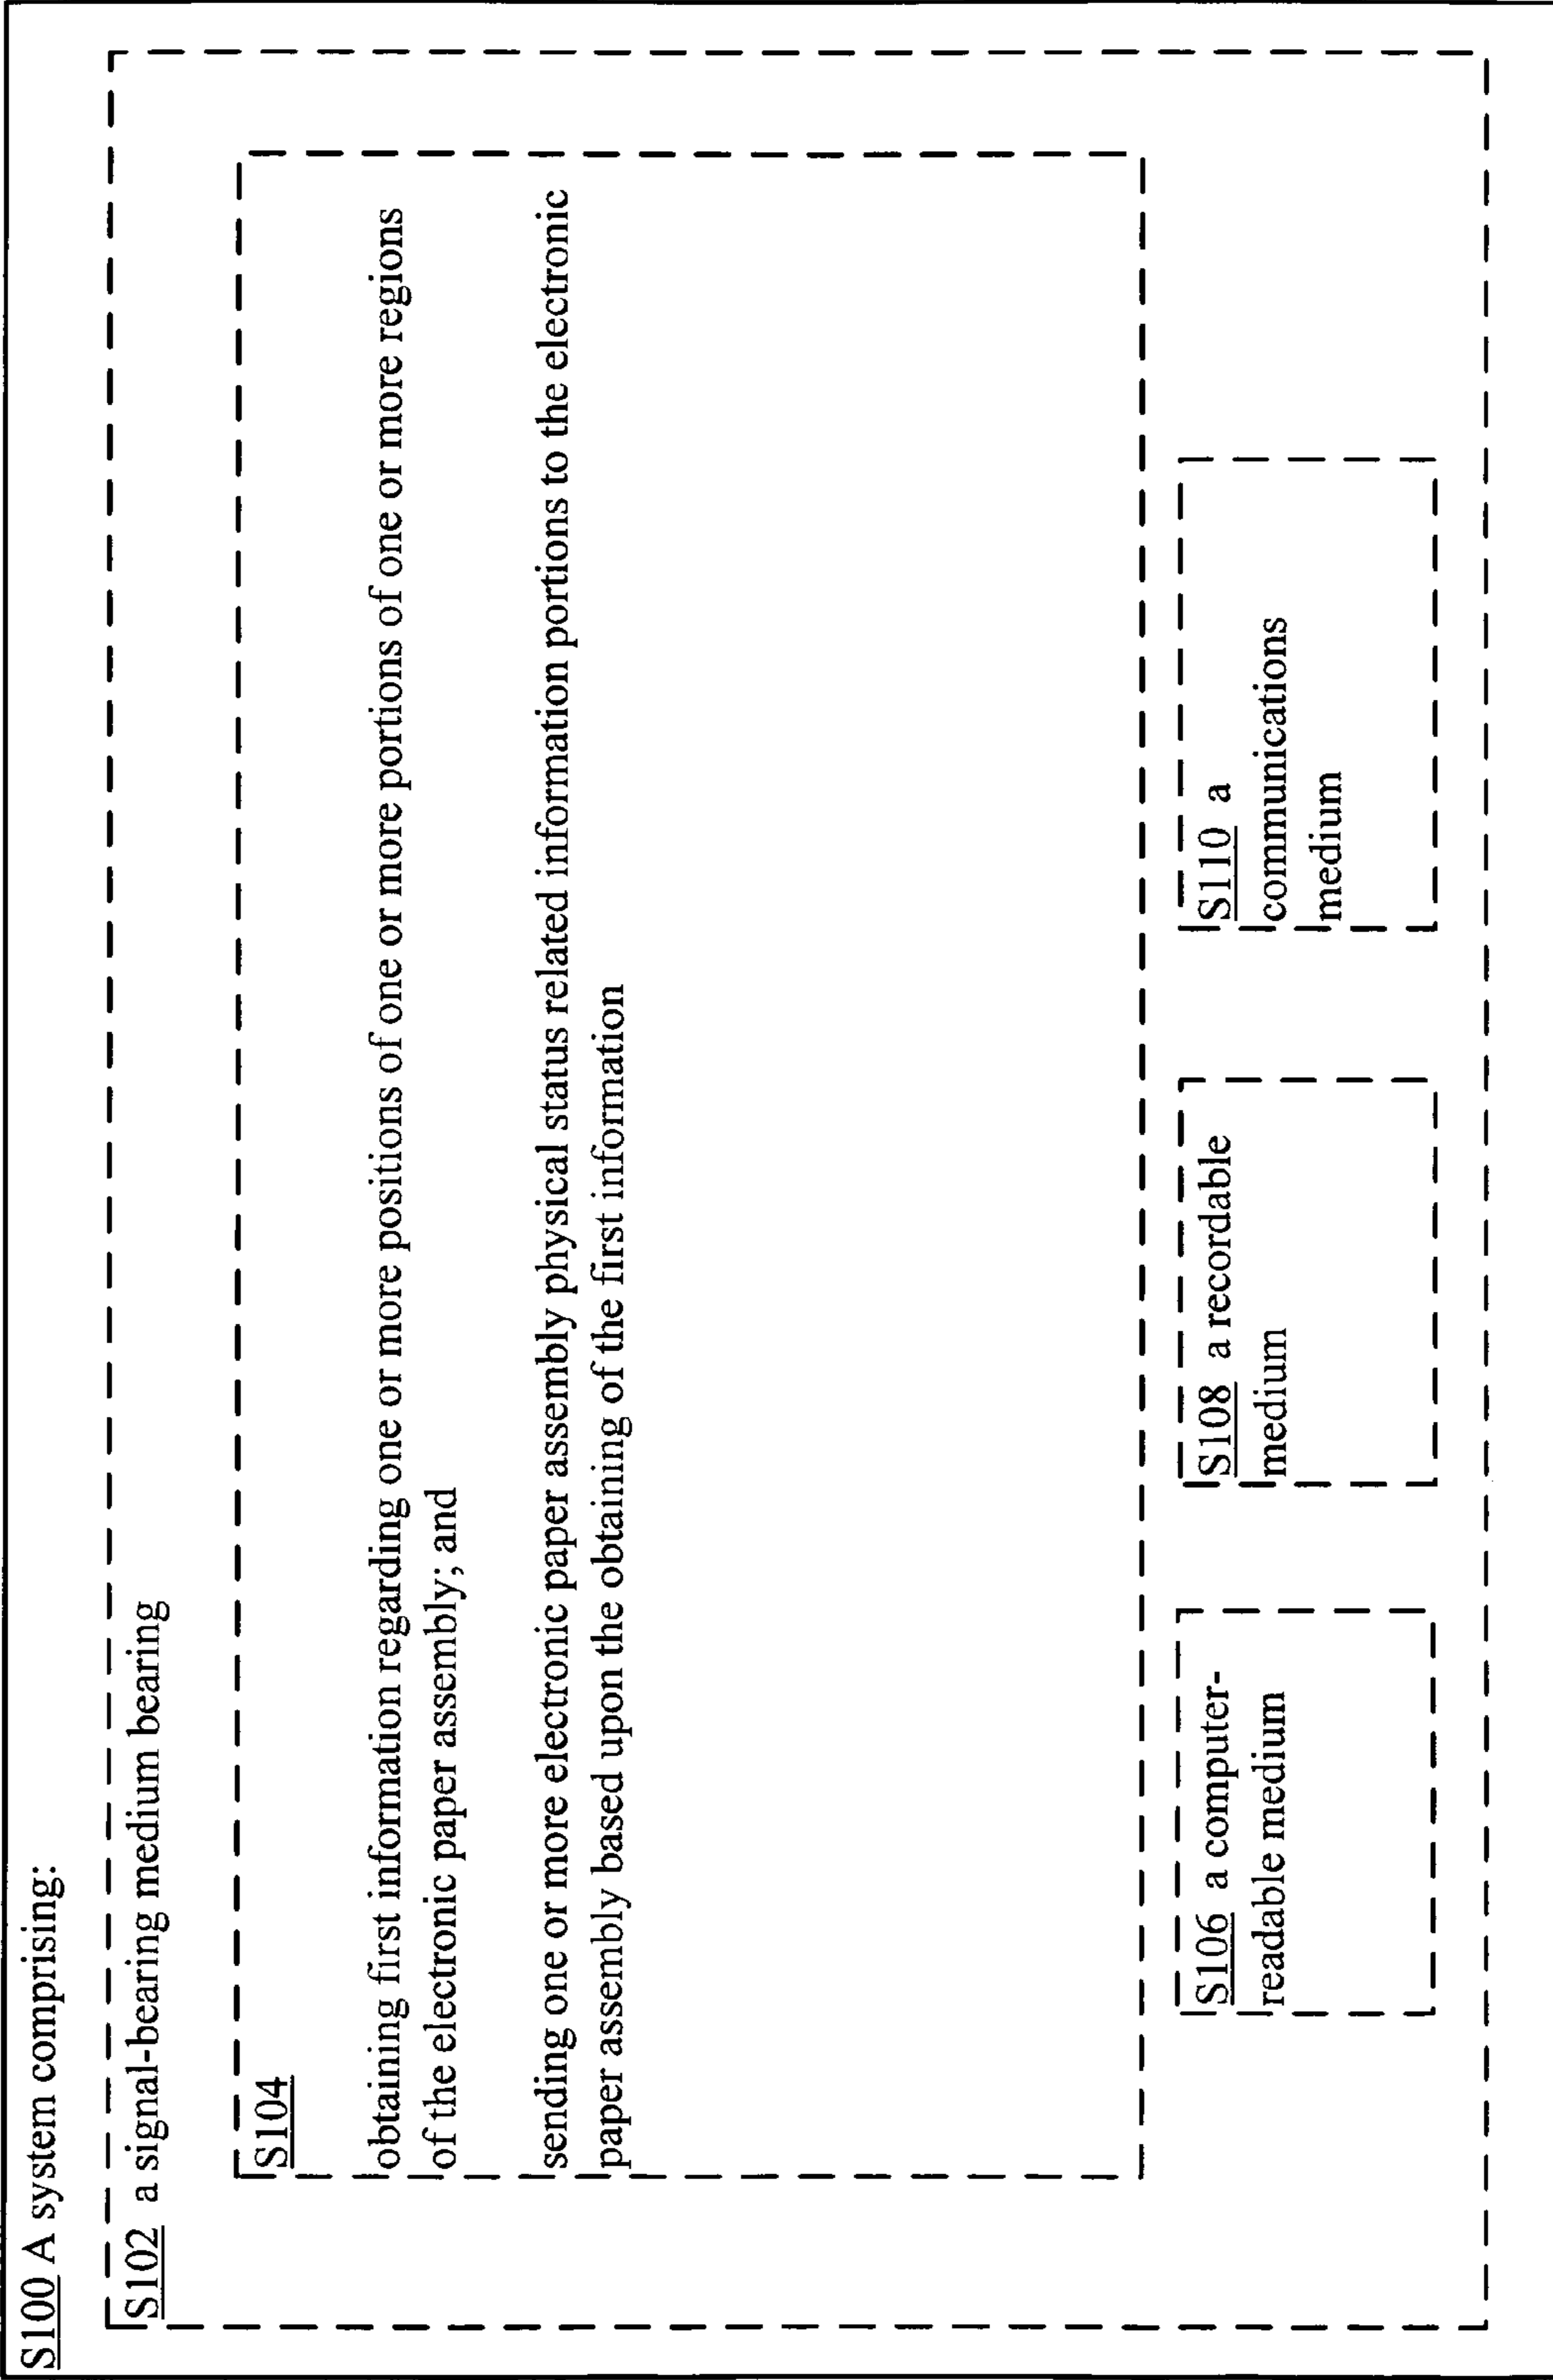 S100 A system comprising:
S102 a signal-bearing medium bearing
S104
obtaining first information regarding one or more positions of one or more portions of one or more regions
of the electronic paper assembly; and
sending one or more electronic paper assembly physical status related information portions to the electronic
paper assembly based upon the obtaining of the first information
S106 a computer-
readable medium
S108 a recordable
medium
S110 a
communications
medium